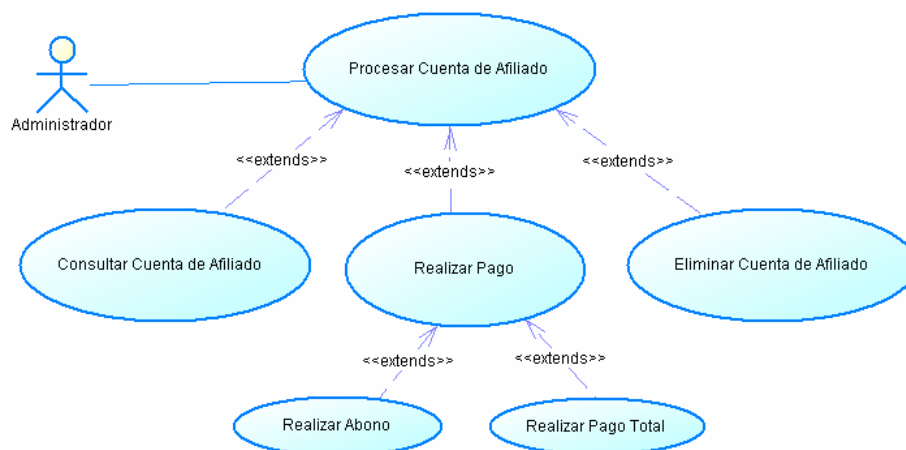 Procesar Cuenta de Afiliado
Administrador
<<extends>>
<<extends>>
<<extends>>
Consultar Cuenta de Afiliado
Realizar Pago
Eliminar Cuenta de Afiliado
<<extends>>
<<extends>>
Realizar Abono
Realizar Pago Total